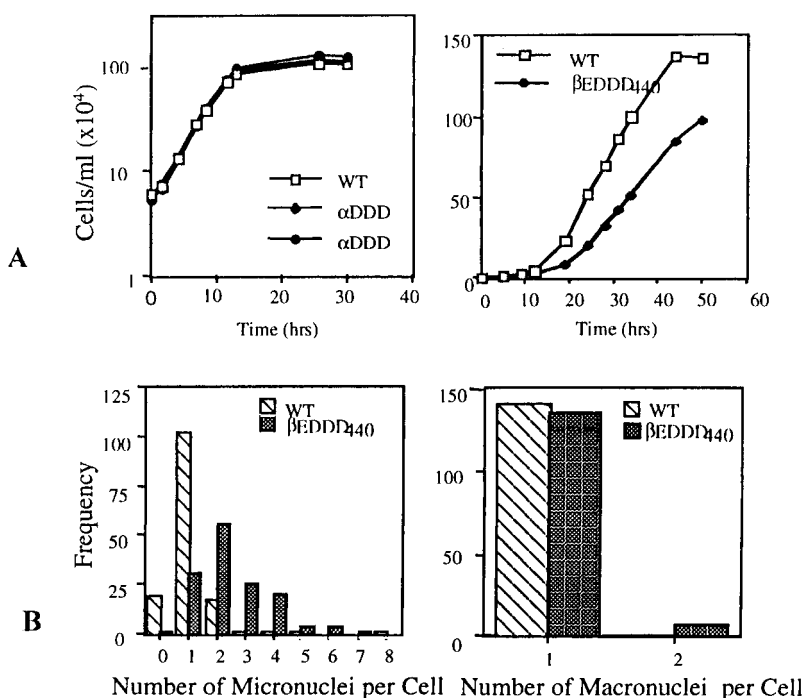 A
Cells/ml (x10⁴)
100
10
1
WT
αDDD
αDDD
0 10 20 30 40
Time (hrs)
150
100
50
0
WT
βEDDD440
0 10 20 30 40 50 60
Time (hrs)
B
Frequency
125
100
75
50
25
0
WT
βEDDD440
0 1 2 3 4 5 6 7 8
Number of Micronuclei per Cell
150
100
50
0
WT
βEDDD440
1 2
Number of Macronuclei per Cell